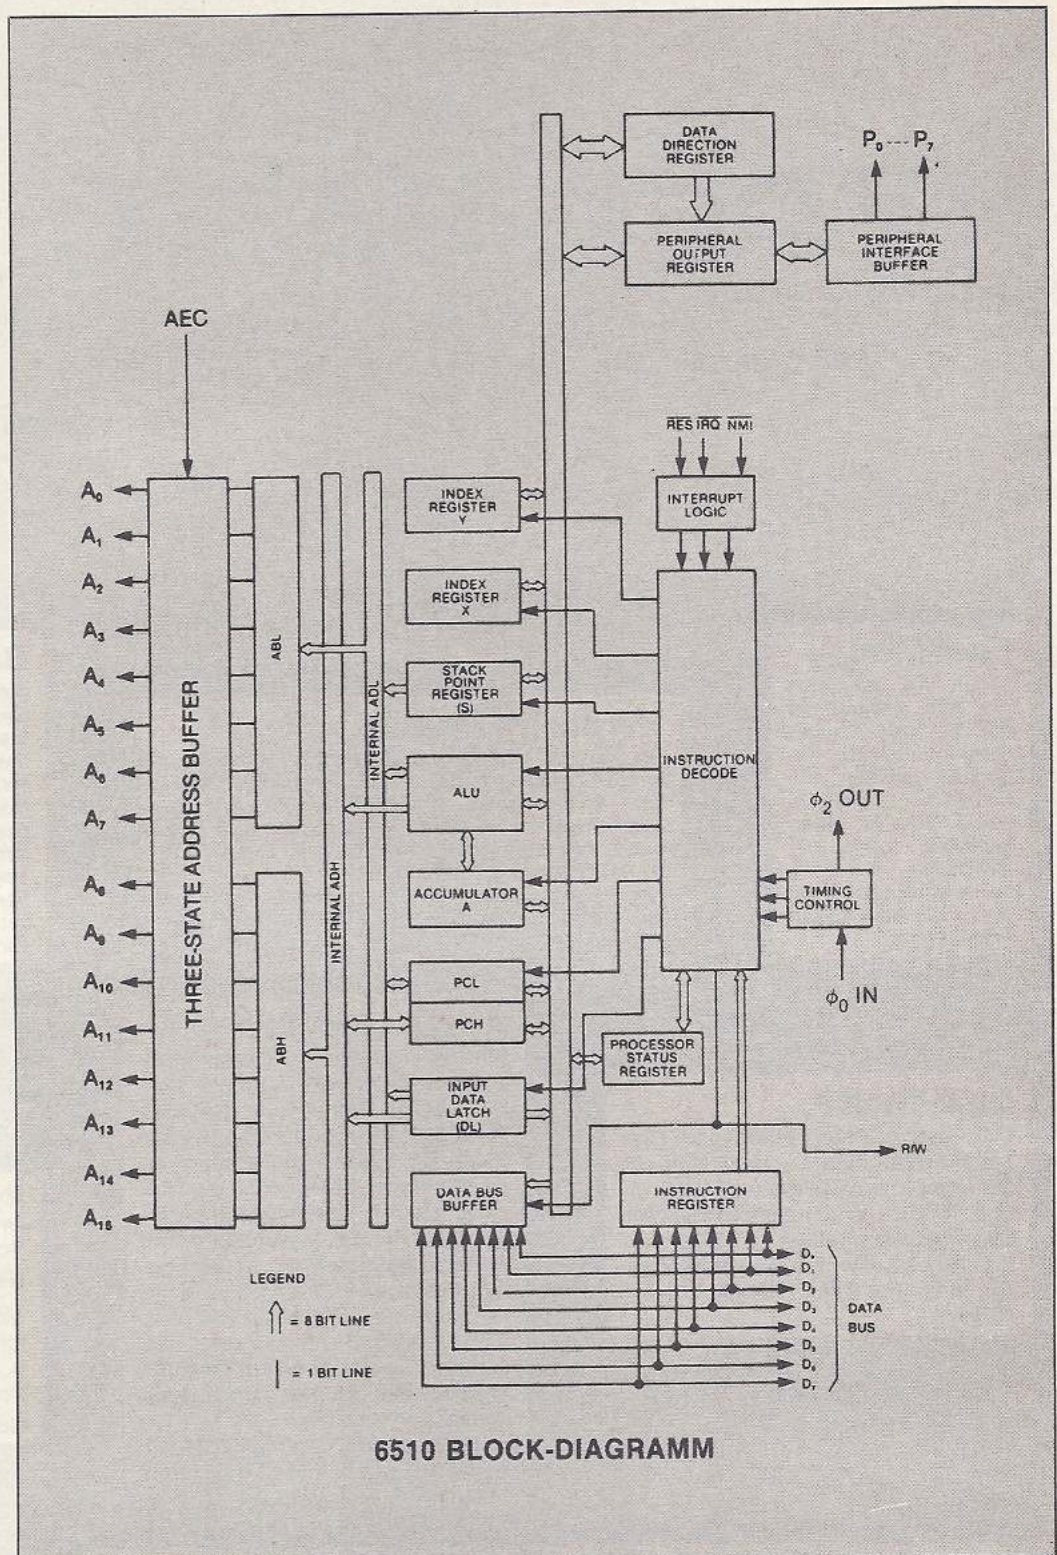 DATA
DIRECTION
REGISTER
P₀ --- P₇
PERIPHERAL
OUTPUT
REGISTER
PERIPHERAL
INTERFACE
BUFFER
AEC
RES IRQ NMI
INTERRUPT
LOGIC
A₀
A₁
A₂
A₃
A₄
A₅
A₆
A₇
A₈
A₉
A₁₀
A₁₁
A₁₂
A₁₃
A₁₄
A₁₅
THREE-STATE ADDRESS BUFFER
ABL
ABH
INTERNAL ADH
INTERNAL ADL
INDEX
REGISTER
Y
INDEX
REGISTER
X
STACK
POINT
REGISTER
(S)
ALU
ACCUMULATOR
A
PCL
PCH
INPUT
DATA
LATCH
(DL)
DATA BUS
BUFFER
INSTRUCTION
DECODE
ϕ₂ OUT
TIMING
CONTROL
ϕ₀ IN
PROCESSOR
STATUS
REGISTER
R/W
INSTRUCTION
REGISTER
D₀
D₁
D₂
D₃
D₄
D₅
D₆
D₇
DATA
BUS
LEGEND
= 8 BIT LINE
= 1 BIT LINE
6510 BLOCK-DIAGRAMM